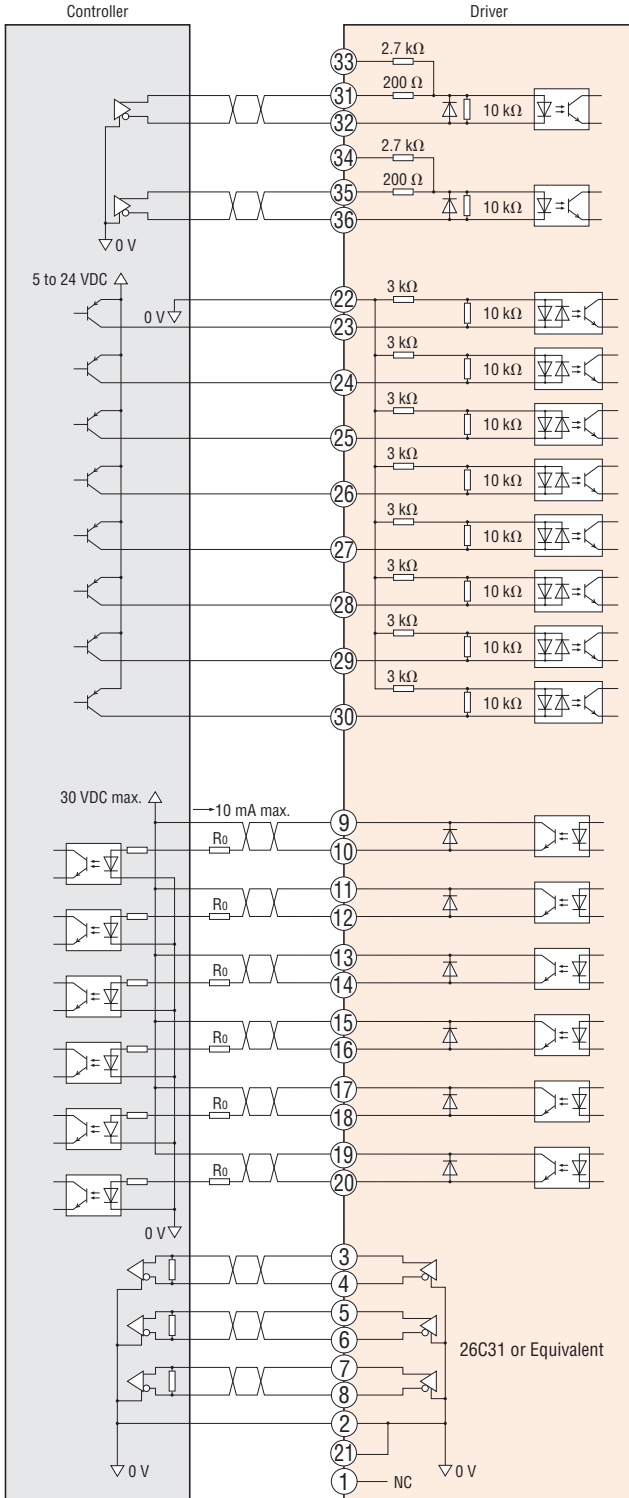 Controller
Driver
33
2.7 kΩ
31
200 Ω
32
10 kΩ
34
2.7 kΩ
35
200 Ω
36
10 kΩ
0 V
5 to 24 VDC
0 V
22
3 kΩ
23
10 kΩ
3 kΩ
24
10 kΩ
3 kΩ
25
10 kΩ
3 kΩ
26
10 kΩ
3 kΩ
27
10 kΩ
3 kΩ
28
10 kΩ
3 kΩ
29
10 kΩ
3 kΩ
30
10 kΩ
30 VDC max.
10 mA max.
9
R0
10
11
R0
12
13
R0
14
15
R0
16
17
R0
18
19
R0
20
0 V
3
4
5
6
26C31 or Equivalent
7
8
2
21
0 V
0 V
1
NC